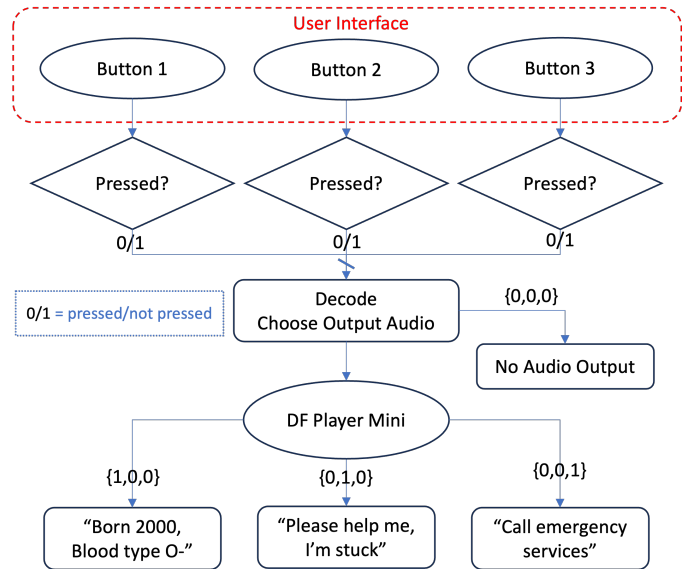 User Interface
Button 1
Button 2
Button 3
Pressed?
Pressed?
Pressed?
0/1
0/1
0/1
0/1 = pressed/not pressed
Decode
Choose Output Audio
{0,0,0}
No Audio Output
DF Player Mini
{1,0,0}
{0,1,0}
{0,0,1}
“Born 2000,
Blood type O-”
“Please help me,
I’m stuck”
“Call emergency
services”